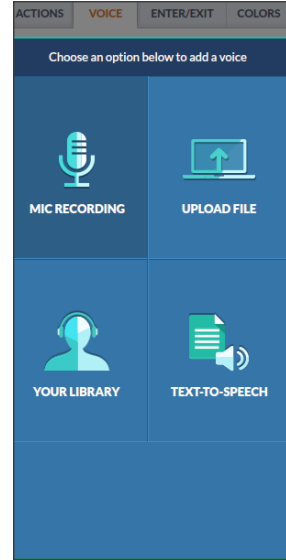 ACTIONS VOICE ENTER/EXIT COLORS
Choose an option below to add a voice
MIC RECORDING UPLOAD FILE
YOUR LIBRARY TEXT-TO-SPEECH